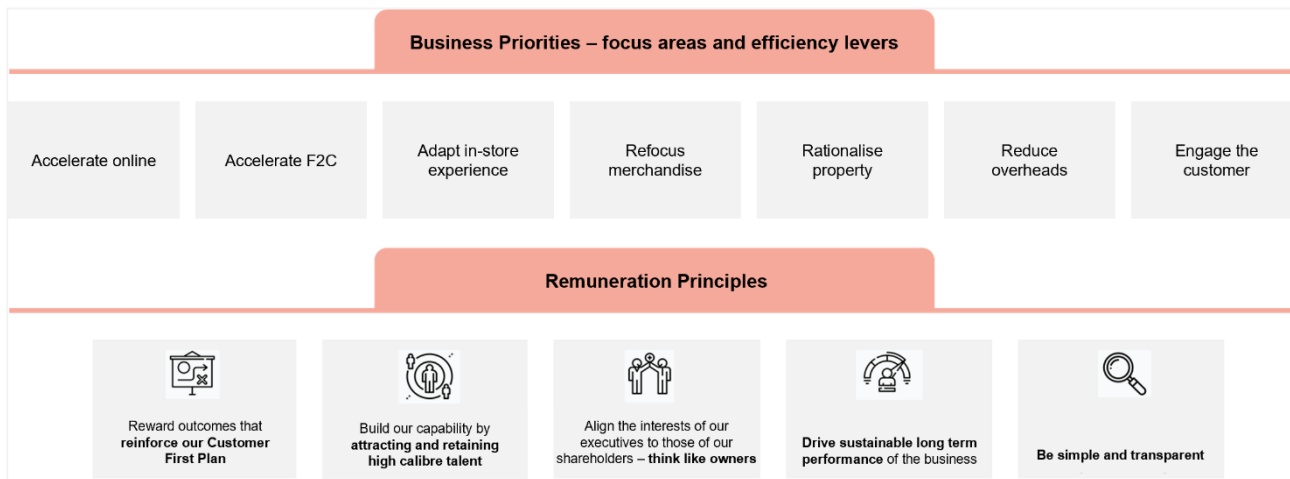 Business Priorities – focus areas and efficiency levers
Accelerate online
Accelerate F2C
Adapt in-store
experience
Refocus
merchandise
Rationalise
property
Reduce
overheads
Engage the
customer
Remuneration Principles
Reward outcomes that
reinforce our Customer
First Plan
Build our capability by
attracting and retaining
high calibre talent
Align the interests of our
executives to those of our
shareholders – think like owners
Drive sustainable long term
performance of the business
Be simple and transparent